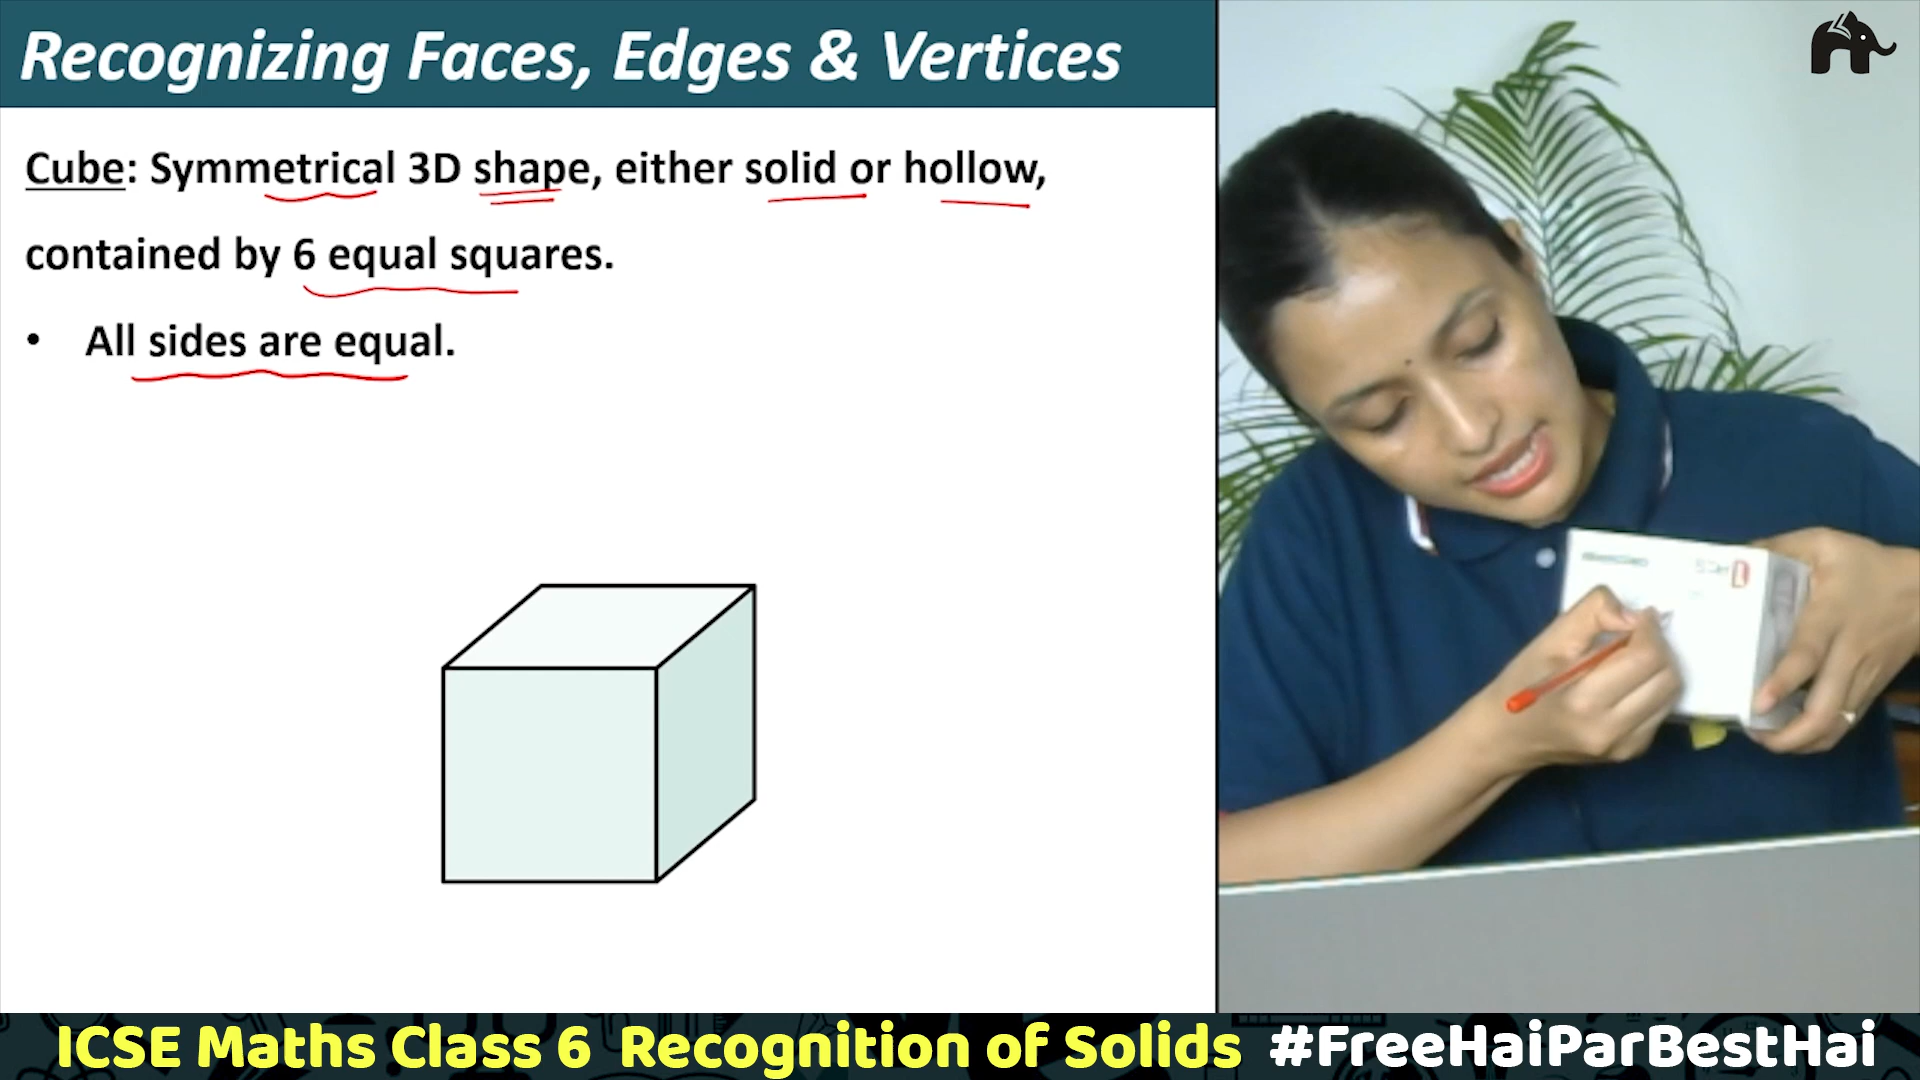 Recognizing Faces, Edges & Vertices
Cube: Symmetrical 3D shape, either solid or hollow,
contained by 6 equal squares.
• All sides are equal.
ICSE Maths Class 6 Recognition of Solids #FreeHaiParBestHai